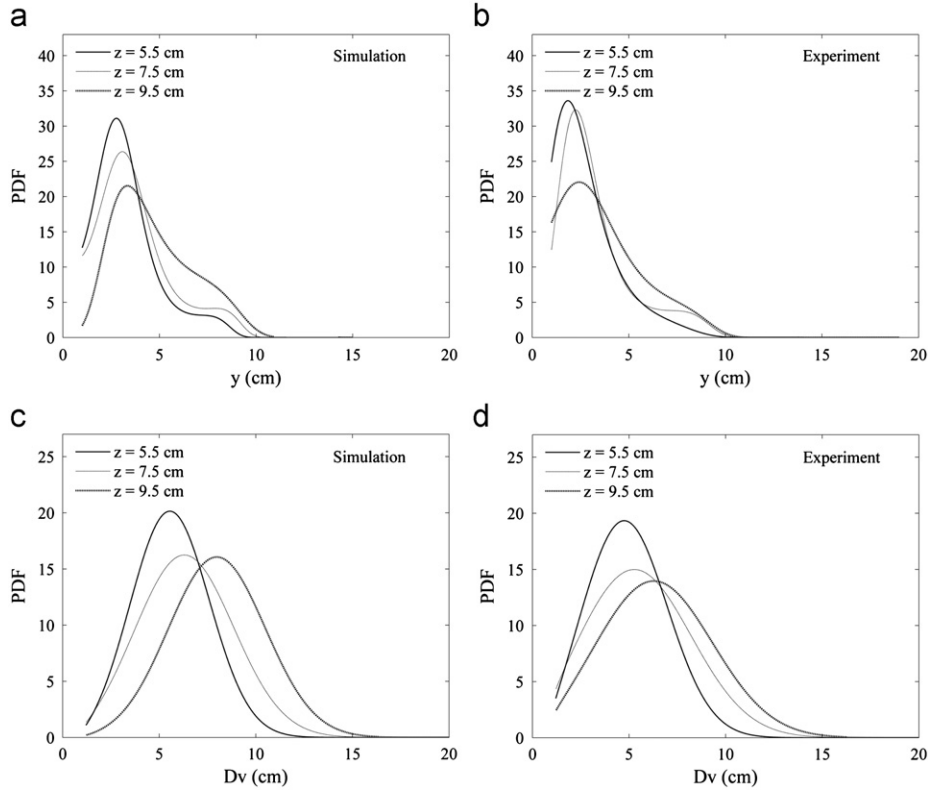 a
z = 5.5 cm
z = 7.5 cm
z = 9.5 cm
Simulation
PDF
40
35
30
25
20
15
10
5
0
0 5 10 15 20
y (cm)
b
z = 5.5 cm
z = 7.5 cm
z = 9.5 cm
Experiment
PDF
40
35
30
25
20
15
10
5
0
0 5 10 15 20
y (cm)
c
z = 5.5 cm
z = 7.5 cm
z = 9.5 cm
Simulation
PDF
25
20
15
10
5
0
0 5 10 15 20
Dv (cm)
d
z = 5.5 cm
z = 7.5 cm
z = 9.5 cm
Experiment
PDF
25
20
15
10
5
0
0 5 10 15 20
Dv (cm)